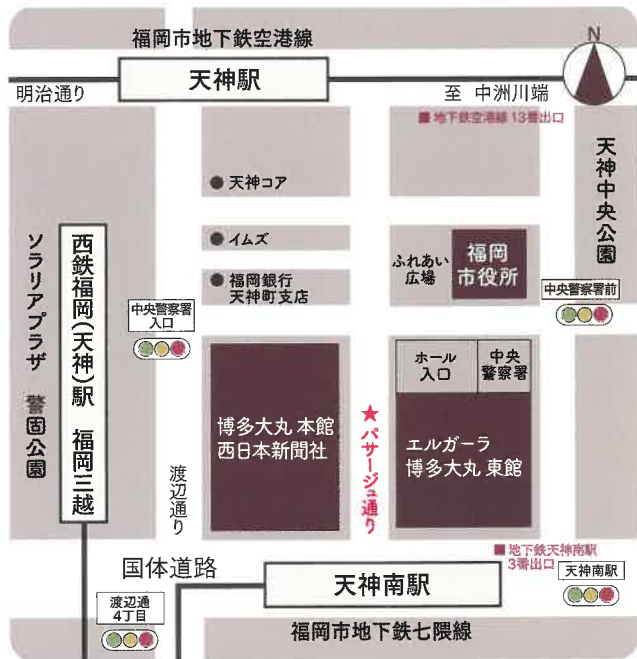 福岡市地下鉄空港線
天神駅
N
明治通り
至 中洲川端
■ 地下鉄空港線 13番出口
天神中央公園
● 天神コア
● イムズ
● 福岡銀行
天神町支店
ふれあい
広場
福岡
市役所
中央警察署前
中央警察署
入口
西鉄福岡(天神)駅 福岡三越
ソラリアプラザ 警固公園
ホール
入口
中央
警察署
博多大丸 本館
西日本新聞社
★パサージュ通り
エルガーラ
博多大丸 東館
渡辺通り
■ 地下鉄天神南駅
3番出口
天神南駅
国体道路
天神南駅
渡辺通
4丁目
福岡市地下鉄七隈線